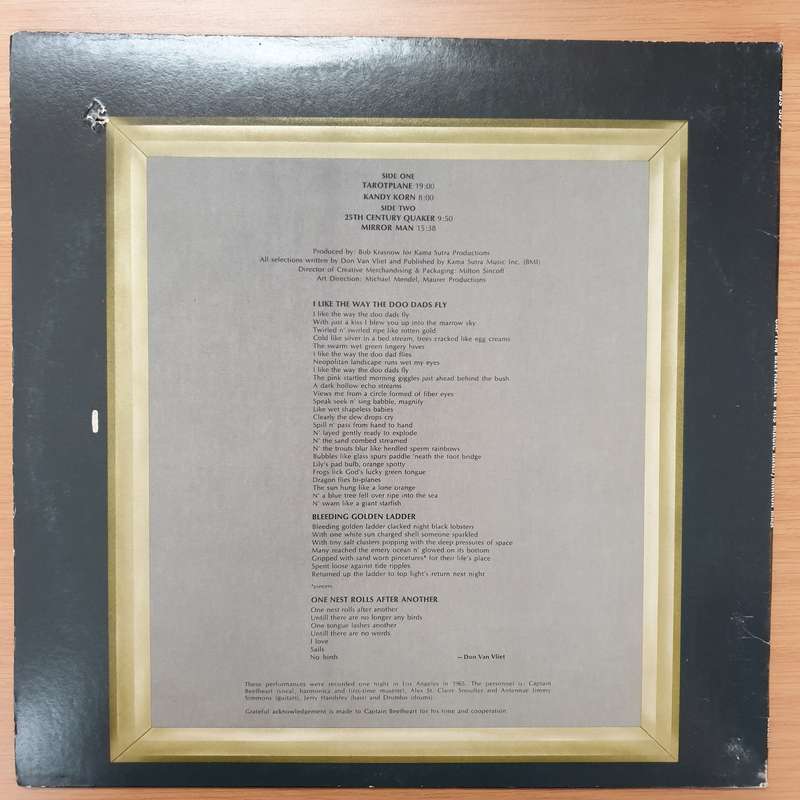 SIDE ONE
TAROTPLANE 19:00
KANDY KORN 8:00
SIDE TWO
25TH CENTURY QUAKER 9:50
MIRROR MAN 15:38
Produced by: Bob Krasnow for Kama Sutra Productions
All selections written by Don Van Vliet and Published by Kama Sutra Music Inc. (BMI)
Director of Creative Merchandising & Packaging: Milton Sincoff
Art Direction: Michael Mendel, Maurer Productions
I LIKE THE WAY THE DOO DADS FLY
I like the way the doo dads fly
With just a kiss I blew you up into the marrow sky
Twirled n' swirled ripe like rotten gold
Cold like silver in a bed stream, trees cracked like egg creams
The swarm wet green lingery hives
I like the way the doo dad flies
Neopolitan landscape runs wet my eyes
I like the way the doo dads fly
The pink startled morning giggles just ahead behind the bush
A dark hollow echo streams
Views me from a circle formed of fiber eyes
Speak seek n' sing babble, magnify
Like wet shapeless babies
Clearly the dew drops cry
Spill n' pass from hand to hand
N' layed gently ready to explode
N' the sand combed streamed
N' the trouts blur like herdled sperm rainbows
Bubbles like glass spurs paddle 'neath the foot bridge
Lily's pad bulb, orange spotty
Frogs lick God's lucky green tongue
Dragon flies bi-planes
The sun hung like a lone orange
N' a blue tree fell over ripe into the sea
N' swam like a giant starfish
BLEEDING GOLDEN LADDER
Bleeding golden ladder clacked night black lobsters
With one white sun charged shell someone sparkled
With tiny salt clusters popping with the deep pressures of space
Many reached the emery ocean n' glowed on its bottom
Gripped with sand worn pincetures* for their life's place
Spent loose against tide ripples
Returned up the ladder to top light's return next night
*pincers
ONE NEST ROLLS AFTER ANOTHER
One nest rolls after another
Untill there are no longer any birds
One tongue lashes another
Untill there are no words
I love
Sails
No birds
—Don Van Vliet
These performances were recorded one night in Los Angeles in 1965. The personnel is: Captain
Beefheart (vocal, harmonica and first-time musette), Alex St. Claire Snouffer and Antennae Jimmy
Simmons (guitars), Jerry Handsley (bass) and Drumbo (drums).
Grateful acknowledgement is made to Captain Beefheart for his time and cooperation.